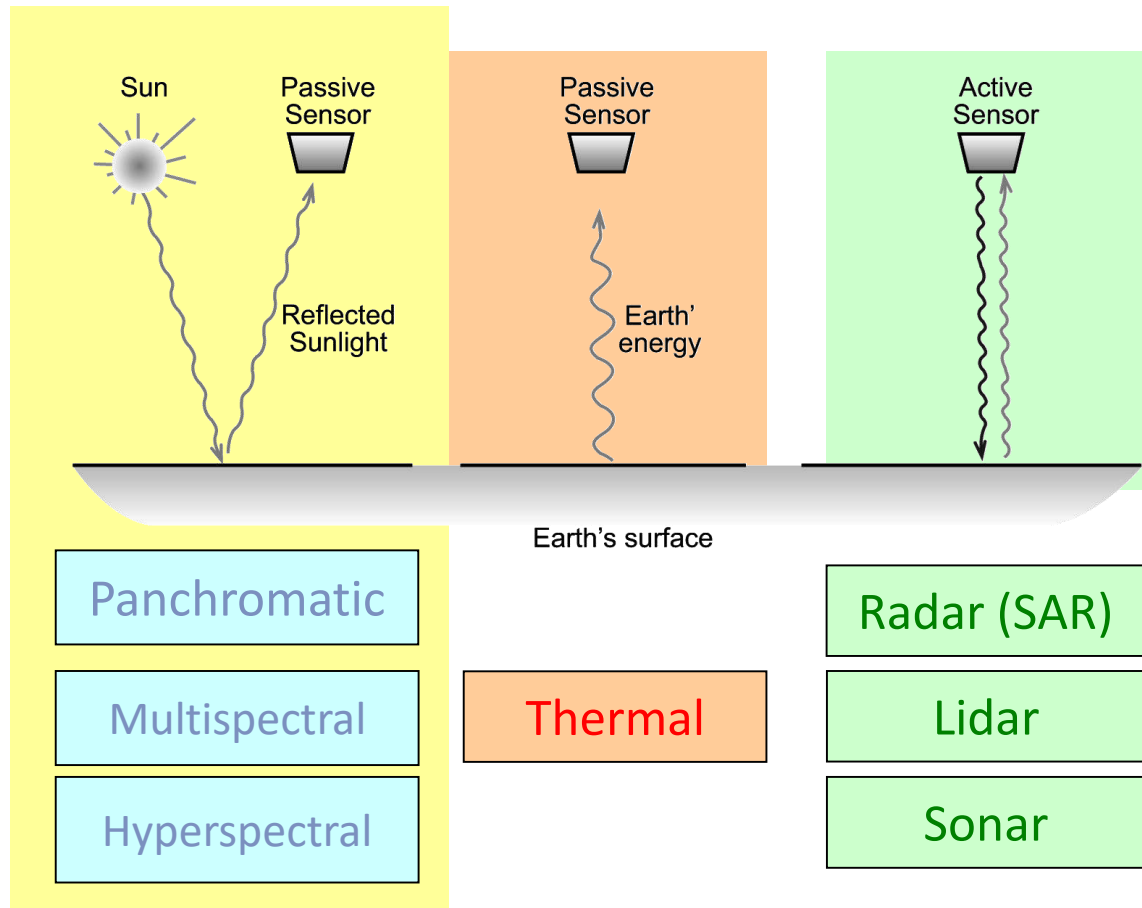 Sun
Passive
Sensor
Reflected
Sunlight
Passive
Sensor
Earth'
energy
Active
Sensor
Earth's surface
Panchromatic
Multispectral
Hyperspectral
Thermal
Radar (SAR)
Lidar
Sonar